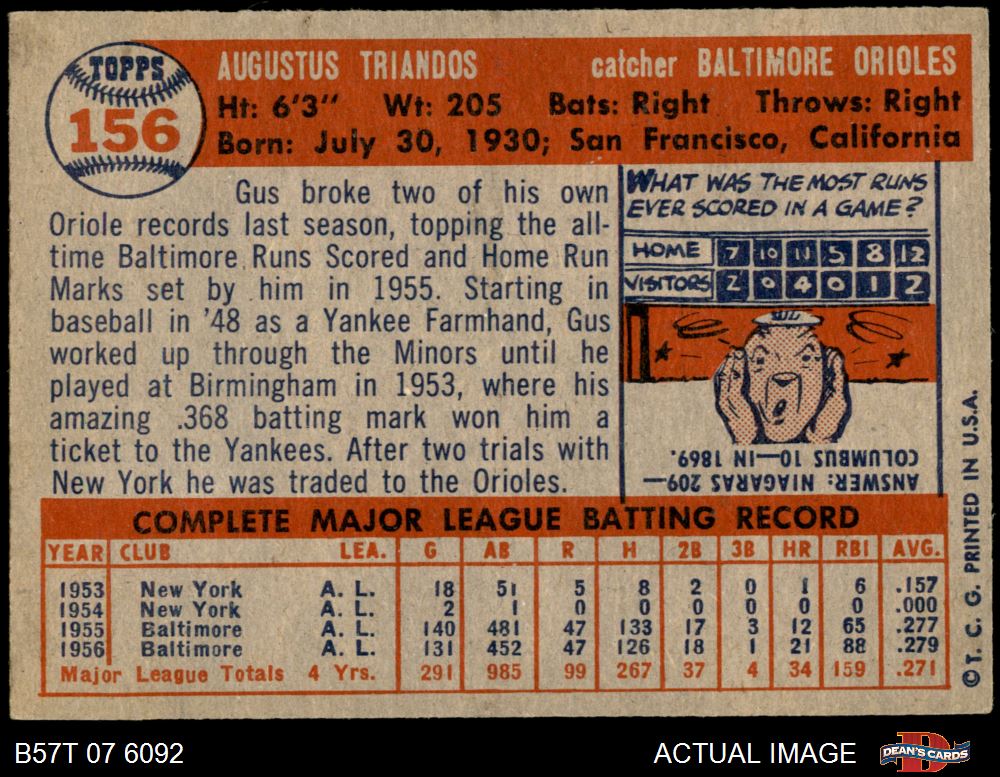 TOPPS
156
AUGUSTUS TRIANDOS catcher BALTIMORE ORIOLES
Ht: 6'3" Wt: 205 Bats: Right Throws: Right
Born: July 30, 1930; San Francisco, California
Gus broke two of his own
Oriole records last season, topping the all-
time Baltimore Runs Scored and Home Run
Marks set by him in 1955. Starting in
baseball in '48 as a Yankee Farmhand, Gus
worked up through the Minors until he
played at Birmingham in 1953, where his
amazing .368 batting mark won him a
ticket to the Yankees. After two trials with
New York he was traded to the Orioles.
WHAT WAS THE MOST RUNS
EVER SCORED IN A GAME?
HOME 7 10 11 5 8 12
VISITORS 2 0 4 0 1 2
ANSWER: NIAGARAS 209—
COLUMBUS 10—IN 1869.
COMPLETE MAJOR LEAGUE BATTING RECORD
YEAR CLUB LEA. G AB R H 2B 3B HR RBI AVG.
1953 New York A. L. 18 51 5 8 2 0 1 6 .157
1954 New York A. L. 2 1 0 0 0 0 0 0 .000
1955 Baltimore A. L. 140 481 47 133 17 3 12 65 .277
1956 Baltimore A. L. 131 452 47 126 18 1 21 88 .279
Major League Totals 4 Yrs. 291 985 99 267 37 4 34 159 .271
©T. C. G. PRINTED IN U.S.A.
B57T 07 6092 ACTUAL IMAGE DEAN'S CARDS